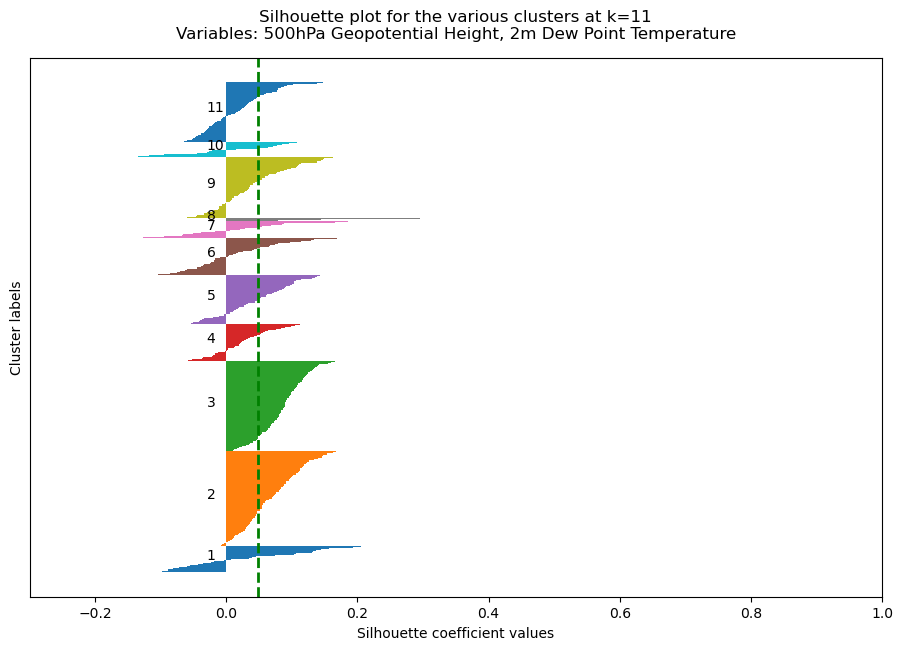 Silhouette plot for the various clusters at k=11
Variables: 500hPa Geopotential Height, 2m Dew Point Temperature
Cluster labels
11
10
9
8
7
6
5
4
3
2
1
−0.2 0.0 0.2 0.4 0.6 0.8 1.0
Silhouette coefficient values